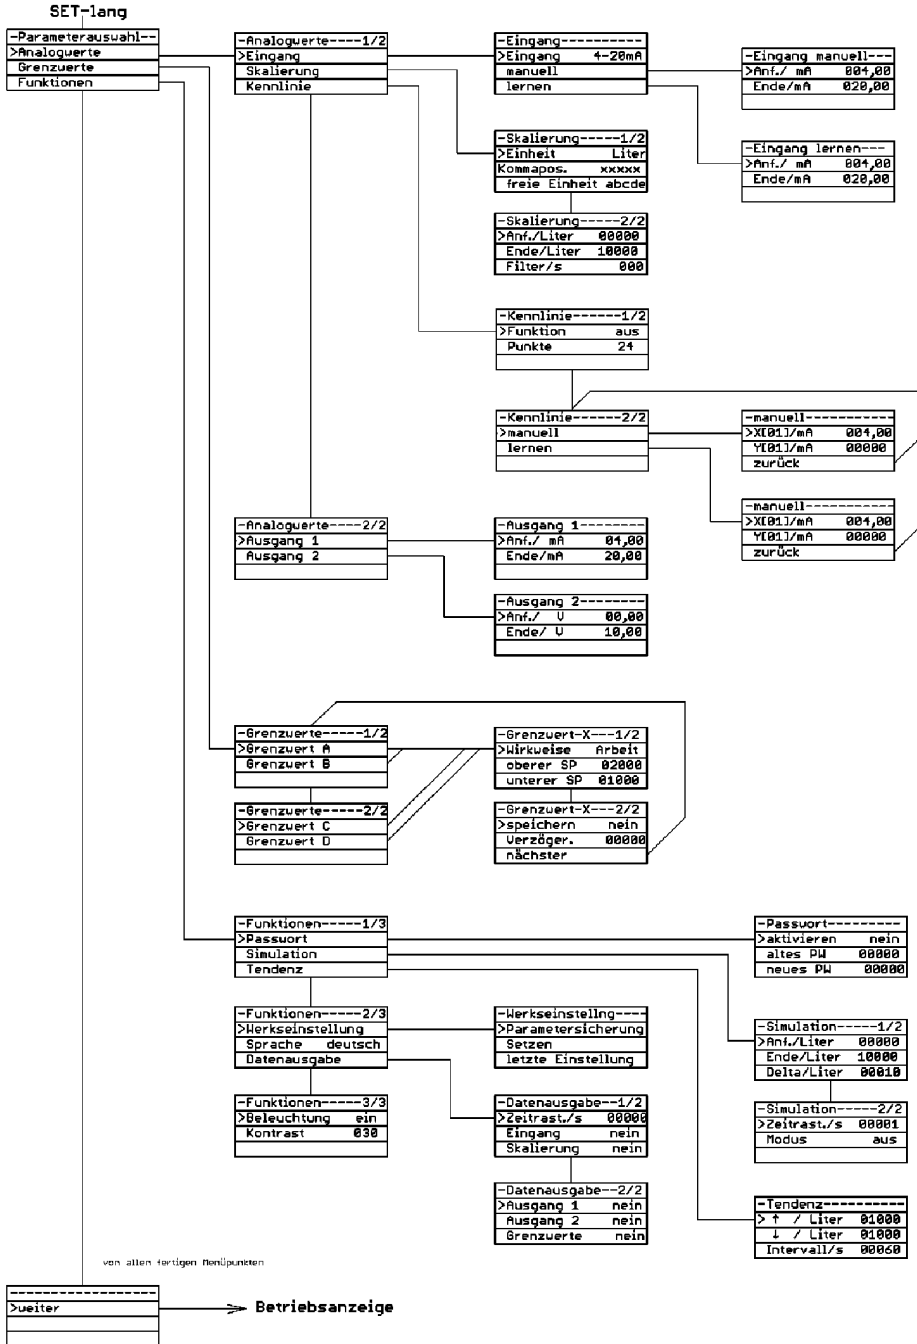 SET-lang
-Parameterauswahl--
>Analogwerte
Grenzwerte
Funktionen
-Analogwerte----1/2
>Eingang
Skalierung
Kennlinie
-Eingang----------
>Eingang 4-20mA
manuell
lernen
-Eingang manuell---
>Anf./ mA 004,00
Ende/mA 020,00
-Eingang lernen---
>Anf./ mA 004,00
Ende/mA 020,00
-Skalierung-----1/2
>Einheit Liter
Kommapos. xxxxx
freie Einheit abcde
-Skalierung-----2/2
>Anf./Liter 00000
Ende/Liter 10000
Filter/s 000
-Kennlinie------1/2
>Funktion aus
Punkte 24
-Kennlinie------2/2
>manuell
lernen
-manuell-----------
>X[01]/mA 004,00
Y[01]/mA 00000
zurück
-manuell-----------
>X[01]/mA 004,00
Y[01]/mA 00000
zurück
-Analogwerte----2/2
>Ausgang 1
Ausgang 2
-Ausgang 1---------
>Anf./ mA 04,00
Ende/mA 20,00
-Ausgang 2--------
>Anf./ V 00,00
Ende/ V 10,00
-Grenzwerte-----1/2
>Grenzwert A
Grenzwert B
-Grenzwerte-----2/2
>Grenzwert C
Grenzwert D
-Grenzwert-X---1/2
>Wirkweise Arbeit
oberer SP 02000
unterer SP 01000
-Grenzwert-X---2/2
>speichern nein
Verzöger. 00000
nächster
-Funktionen-----1/3
>Passwort
Simulation
Tendenz
-Passwort---------
>aktivieren nein
altes PW 00000
neues PW 00000
-Funktionen-----2/3
>Werkseinstellung
Sprache deutsch
Datenausgabe
-Werkseinstellng----
>Parametersicherung
Setzen
letzte Einstellung
-Simulation-----1/2
>Anf./Liter 00000
Ende/Liter 10000
Delta/Liter 00010
-Simulation-----2/2
>Zeitrast./s 00001
Modus aus
-Funktionen-----3/3
>Beleuchtung ein
Kontrast 030
-Datenausgabe--1/2
>Zeitrast./s 00000
Eingang nein
Skalierung nein
-Datenausgabe--2/2
>Ausgang 1 nein
Ausgang 2 nein
Grenzwerte nein
-Tendenz----------
> ↑ / Liter 01000
↓ / Liter 01000
Intervall/s 00060
von allen fertigen Menüpunkten
------------------
>weiter
Betriebsanzeige